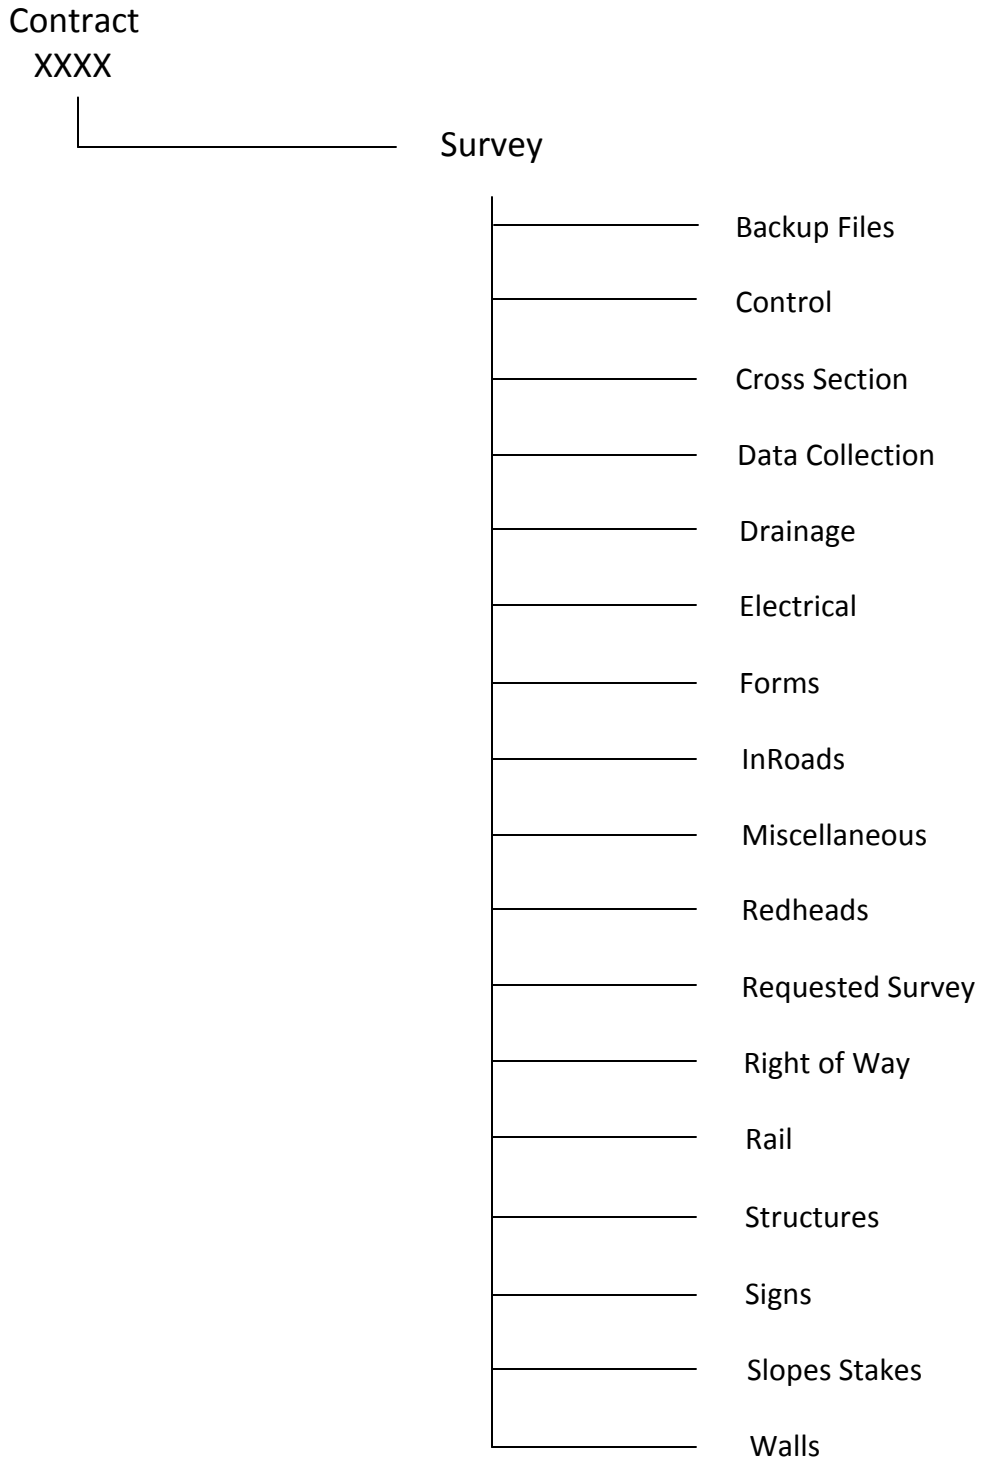 Contract
XXXX
Survey
Backup Files
Control
Cross Section
Data Collection
Drainage
Electrical
Forms
InRoads
Miscellaneous
Redheads
Requested Survey
Right of Way
Rail
Structures
Signs
Slopes Stakes
Walls